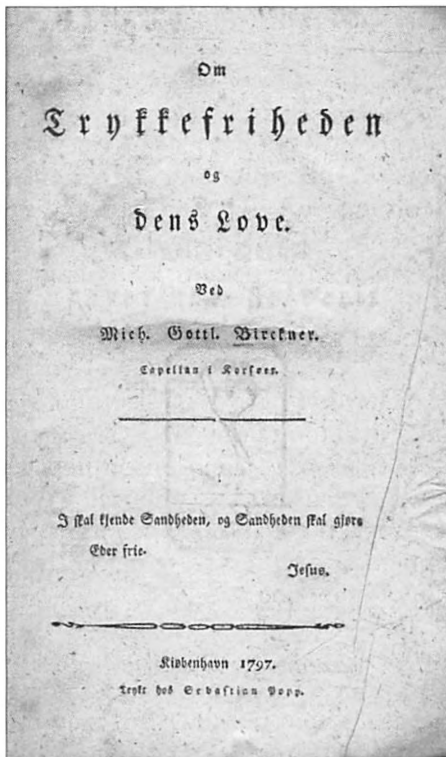 Om
Trykkefriheden
og
dens Love.
Ved
Mich. Gottl. Birckner.
Capellan i Korsøer.
I skal kjende Sandheden, og Sandheden skal gjøre
Eder frie.
Jesus.
Kiøbenhavn 1797.
Trykt hos Sebastian Popp.